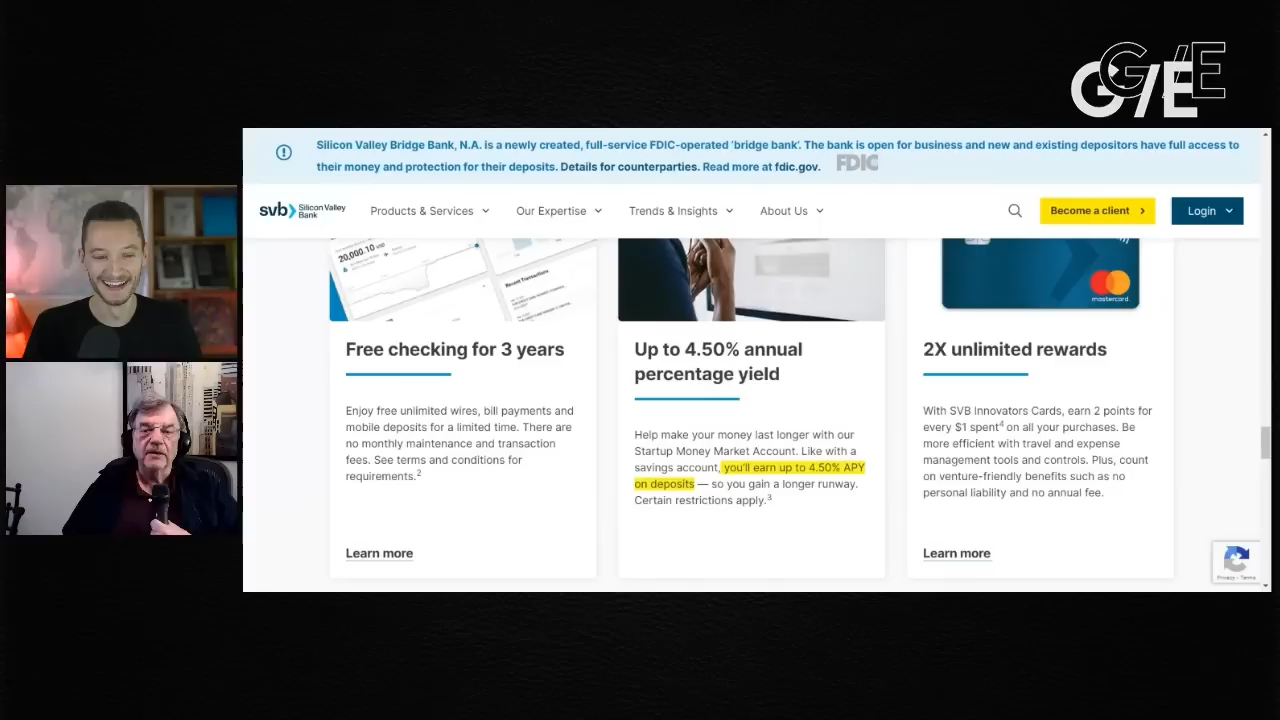 G/E
G/E
Silicon Valley Bridge Bank, N.A. is a newly created, full-service FDIC-operated 'bridge bank'. The bank is open for business and new and existing depositors have full access to
their money and protection for their deposits. Details for counterparties. Read more at fdic.gov.
FDIC
svb Silicon Valley
Bank
Products & Services
Our Expertise
Trends & Insights
About Us
Become a client
Login
20,000.10
Recent Transactions
mastercard
Free checking for 3 years
Enjoy free unlimited wires, bill payments and
mobile deposits for a limited time. There are
no monthly maintenance and transaction
fees. See terms and conditions for
requirements.2
Learn more
Up to 4.50% annual
percentage yield
Help make your money last longer with our
Startup Money Market Account. Like with a
savings account, you'll earn up to 4.50% APY
on deposits — so you gain a longer runway.
Certain restrictions apply.3
2X unlimited rewards
With SVB Innovators Cards, earn 2 points for
every $1 spent4 on all your purchases. Be
more efficient with travel and expense
management tools and controls. Plus, count
on venture-friendly benefits such as no
personal liability and no annual fee.
Learn more
Privacy - Terms